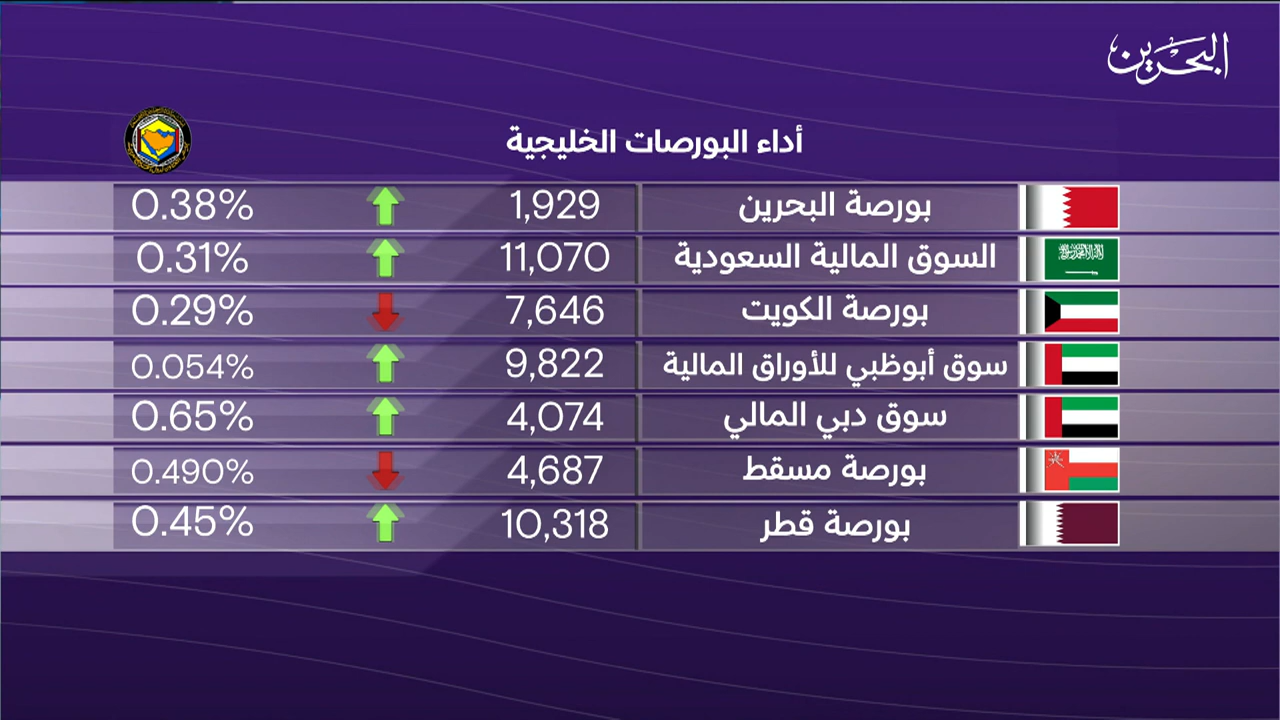 البحرين
أداء البورصات الخليجية
بورصة البحرين 1,929 0.38%
السوق المالية السعودية 11,070 0.31%
بورصة الكويت 7,646 0.29%
سوق أبوظبي للأوراق المالية 9,822 0.054%
سوق دبي المالي 4,074 0.65%
بورصة مسقط 4,687 0.490%
بورصة قطر 10,318 0.45%